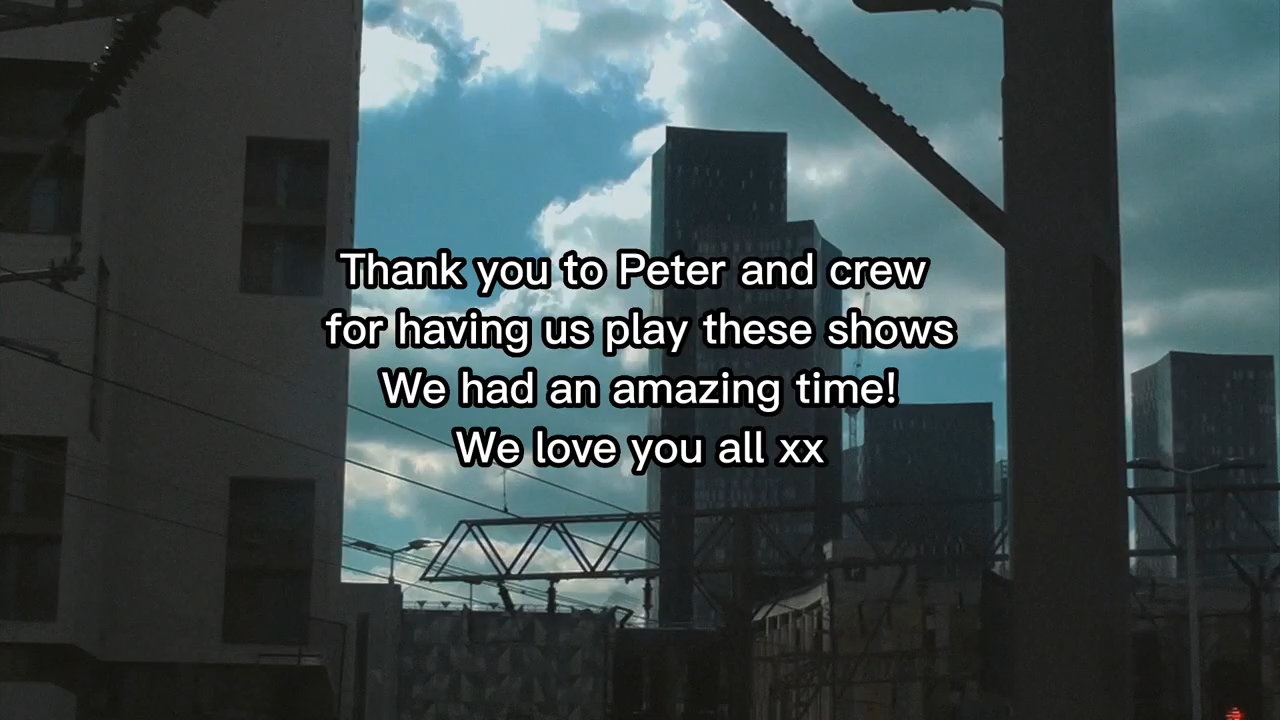 Thank you to Peter and crew
for having us play these shows
We had an amazing time!
We love you all xx